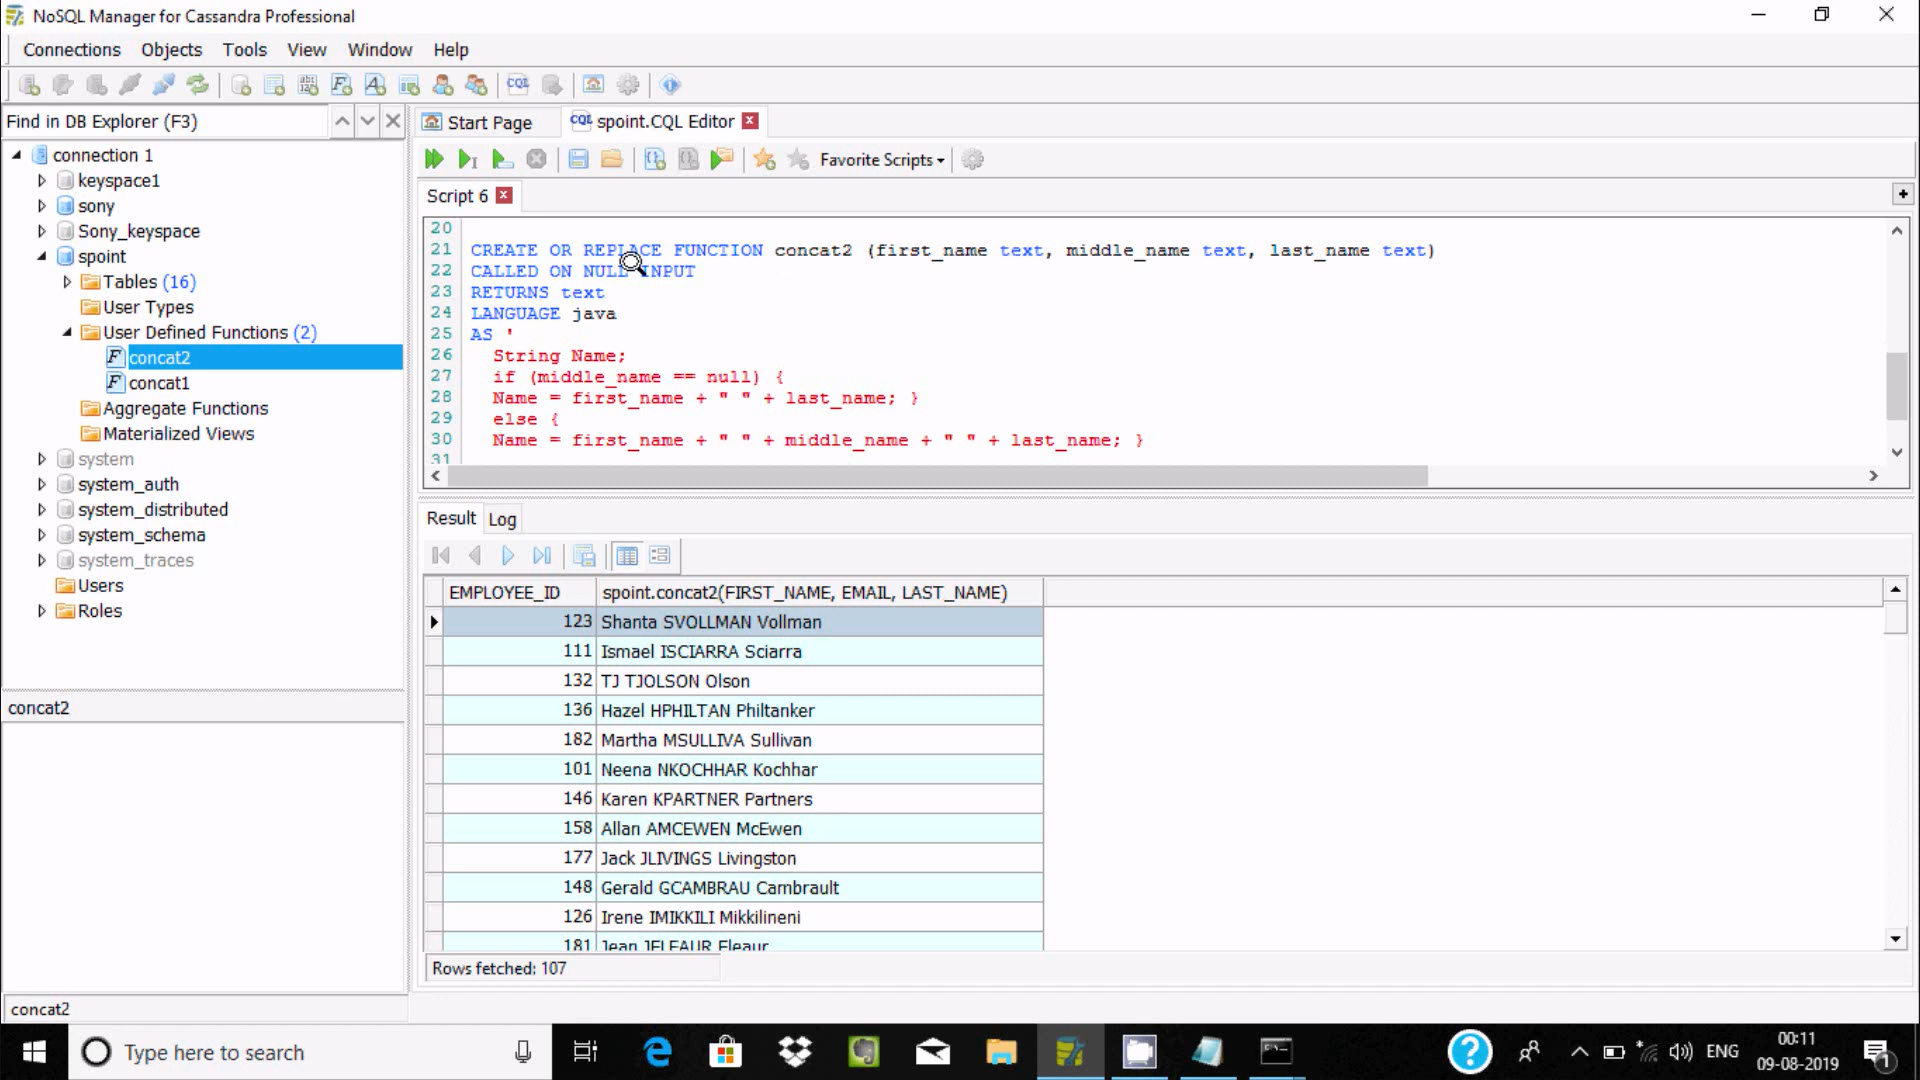 NoSQL Manager for Cassandra Professional
Connections Objects Tools View Window Help
Find in DB Explorer (F3)
Start Page
CQL spoint.CQL Editor
Favorite Scripts
Script 6
connection 1
keyspace1
sony
Sony_keyspace
spoint
Tables (16)
User Types
User Defined Functions (2)
concat2
concat1
Aggregate Functions
Materialized Views
system
system_auth
system_distributed
system_schema
system_traces
Users
Roles
concat2
concat2
20
21 CREATE OR REPLACE FUNCTION concat2 (first_name text, middle_name text, last_name text)
22 CALLED ON NULL INPUT
23 RETURNS text
24 LANGUAGE java
25 AS '
26 String Name;
27 if (middle_name == null) {
28 Name = first_name + " " + last_name; }
29 else {
30 Name = first_name + " " + middle_name + " " + last_name; }
31
Result Log
EMPLOYEE_ID spoint.concat2(FIRST_NAME, EMAIL, LAST_NAME)
123 Shanta SVOLLMAN Vollman
111 Ismael ISCIARRA Sciarra
132 TJ TJOLSON Olson
136 Hazel HPHILTAN Philtanker
182 Martha MSULLIVA Sullivan
101 Neena NKOCHHAR Kochhar
146 Karen KPARTNER Partners
158 Allan AMCEWEN McEwen
177 Jack JLIVINGS Livingston
148 Gerald GCAMBRAU Cambrault
126 Irene IMIKKILI Mikkilineni
181 Jean JFLEAUR Fleaur
Rows fetched: 107
Type here to search
ENG
00:11
09-08-2019
1